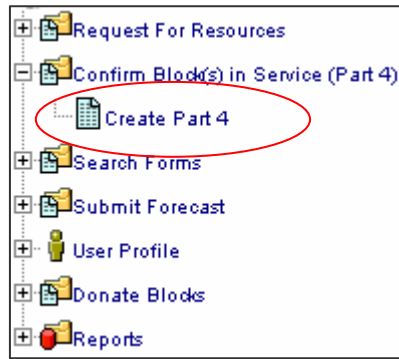 Request For Resources
Confirm Block(s) in Service (Part 4)
Create Part 4
Search Forms
Submit Forecast
User Profile
Donate Blocks
Reports